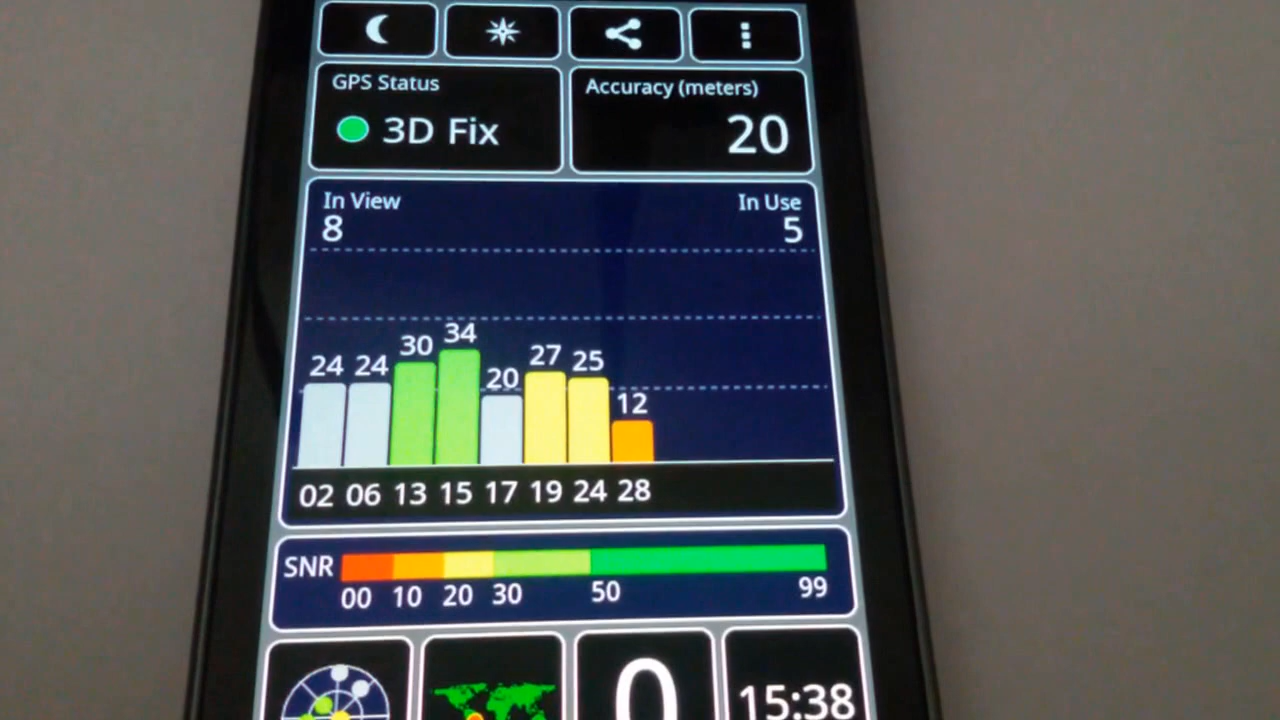 GPS Status
3D Fix
Accuracy (meters)
20
In View
8
In Use
5
24 24 30 34 20 27 25 12
02 06 13 15 17 19 24 28
SNR
00 10 20 30 50 99
0
15:38